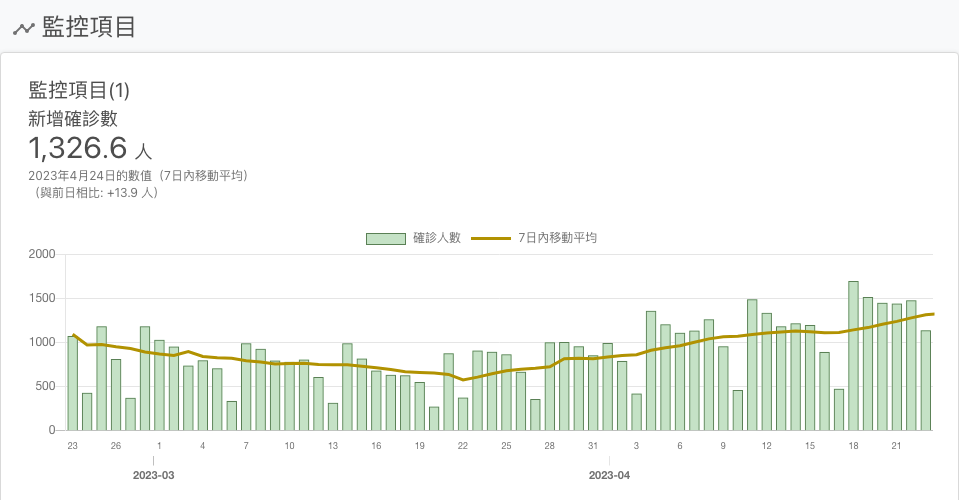 監控項目
監控項目(1)
新增確診數
1,326.6 人
2023年4月24日的數值（7日內移動平均）
（與前日相比: +13.9 人）
確診人數 7日內移動平均
2000
1500
1000
500
0
23 26 1 4 7 10 13 16 19 22 25 28 31 3 6 9 12 15 18 21
2023-03 2023-04